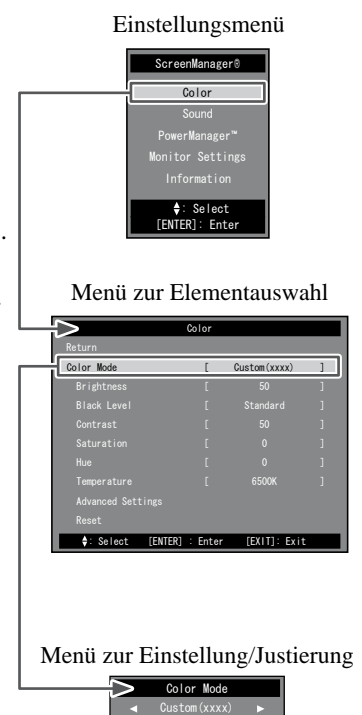 Einstellungsmenü
ScreenManager®
Color
Sound
PowerManager™
Monitor Settings
Information
: Select
[ENTER]: Enter
.
Menü zur Elementauswahl
Color
Return
Color Mode [ Custom(xxxx) ]
Brightness [ 50 ]
Black Level [ Standard ]
Contrast [ 50 ]
Saturation [ 0 ]
Hue [ 0 ]
Temperature [ 6500K ]
Advanced Settings
Reset
: Select [ENTER] : Enter [EXIT]: Exit
Menü zur Einstellung/Justierung
Color Mode
Custom(xxxx)